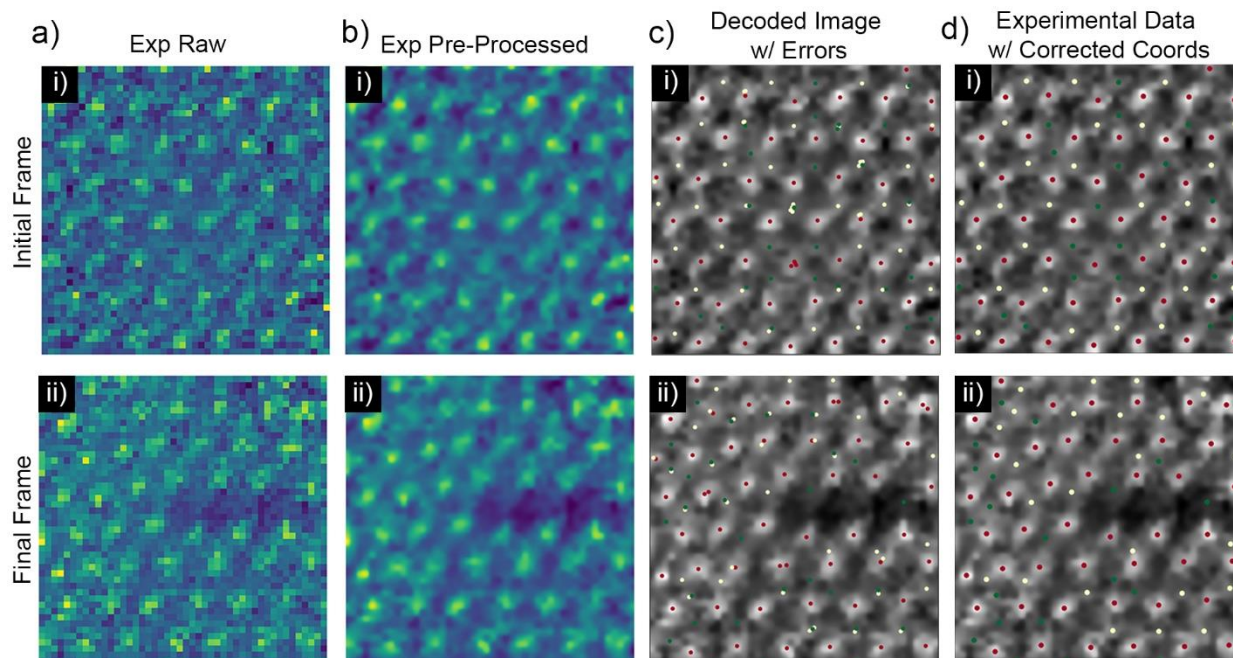 a)
Exp Raw
b)
Exp Pre-Processed
c)
Decoded Image
w/ Errors
d)
Experimental Data
w/ Corrected Coords
Initial Frame
i)
i)
i)
i)
Final Frame
ii)
ii)
ii)
ii)